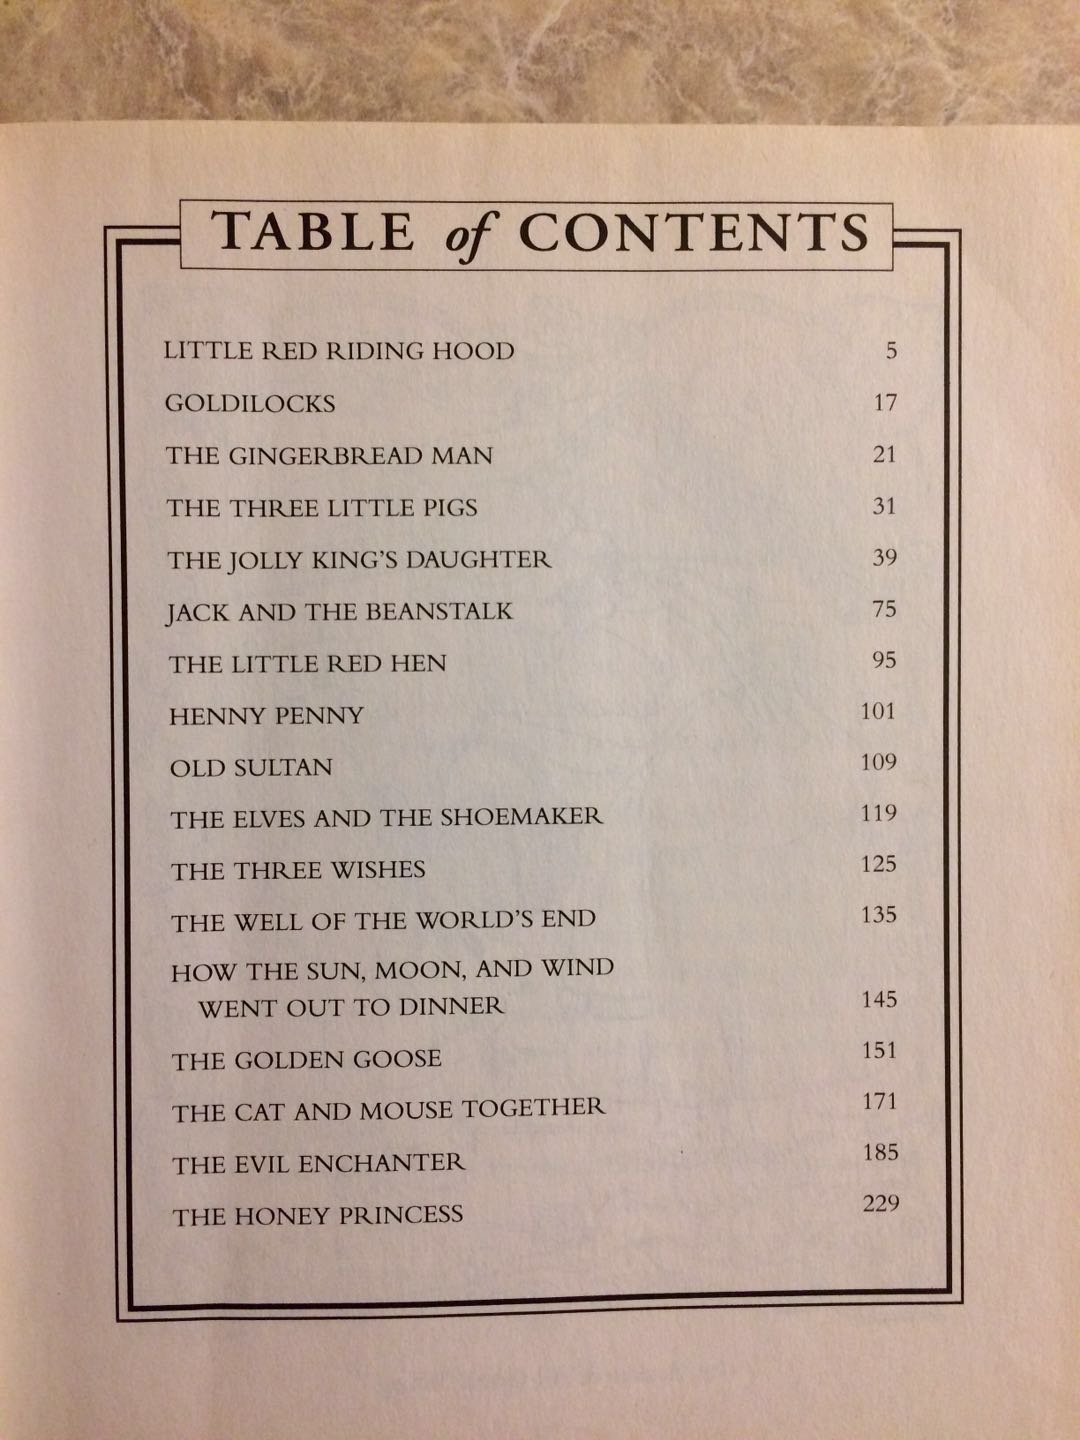 TABLE of CONTENTS
LITTLE RED RIDING HOOD 5
GOLDILOCKS 17
THE GINGERBREAD MAN 21
THE THREE LITTLE PIGS 31
THE JOLLY KING'S DAUGHTER 39
JACK AND THE BEANSTALK 75
THE LITTLE RED HEN 95
HENNY PENNY 101
OLD SULTAN 109
THE ELVES AND THE SHOEMAKER 119
THE THREE WISHES 125
THE WELL OF THE WORLD'S END 135
HOW THE SUN, MOON, AND WIND
WENT OUT TO DINNER 145
THE GOLDEN GOOSE 151
THE CAT AND MOUSE TOGETHER 171
THE EVIL ENCHANTER 185
THE HONEY PRINCESS 229